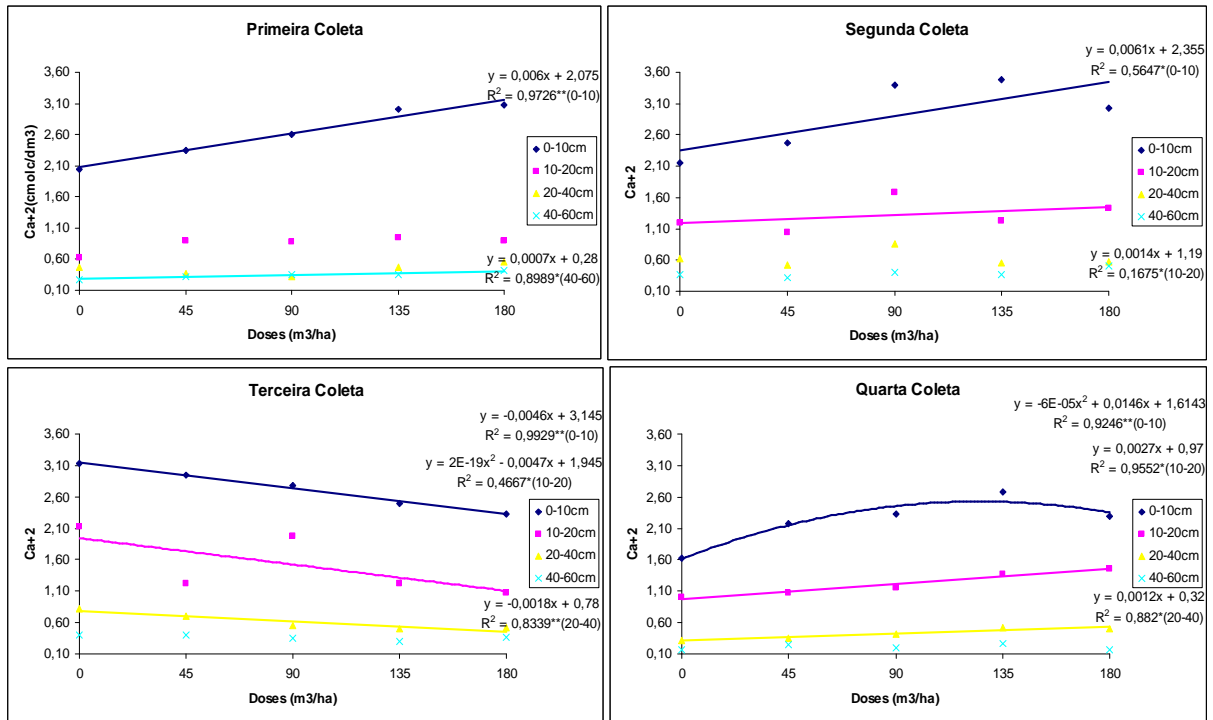 Primeira Coleta
y = 0,006x + 2,075
R² = 0,9726**(0-10)
3,60
3,10
2,60
2,10
1,60
1,10
0,60
0,10
Ca+2(cmolc/dm3)
0-10cm
10-20cm
20-40cm
40-60cm
y = 0,0007x + 0,28
R² = 0,8989*(40-60)
0 45 90 135 180
Doses (m3/ha)
Segunda Coleta
y = 0,0061x + 2,355
R² = 0,5647*(0-10)
3,60
3,10
2,60
2,10
1,60
1,10
0,60
0,10
Ca+2
0-10cm
10-20cm
20-40cm
40-60cm
y = 0,0014x + 1,19
R² = 0,1675*(10-20)
0 45 90 135 180
Doses (m3/ha)
Terceira Coleta
y = -0,0046x + 3,145
R² = 0,9929**(0-10)
y = 2E-19x² - 0,0047x + 1,945
R² = 0,4667*(10-20)
3,60
3,10
2,60
2,10
1,60
1,10
0,60
0,10
Ca+2
0-10cm
10-20cm
20-40cm
40-60cm
y = -0,0018x + 0,78
R² = 0,8339**(20-40)
0 45 90 135 180
Doses (m3/ha)
Quarta Coleta
y = -6E-05x² + 0,0146x + 1,6143
R² = 0,9246**(0-10)
y = 0,0027x + 0,97
R² = 0,9552*(10-20)
3,60
3,10
2,60
2,10
1,60
1,10
0,60
0,10
Ca+2
0-10cm
10-20cm
20-40cm
40-60cm
y = 0,0012x + 0,32
R² = 0,882*(20-40)
0 45 90 135 180
Doses (m3/ha)